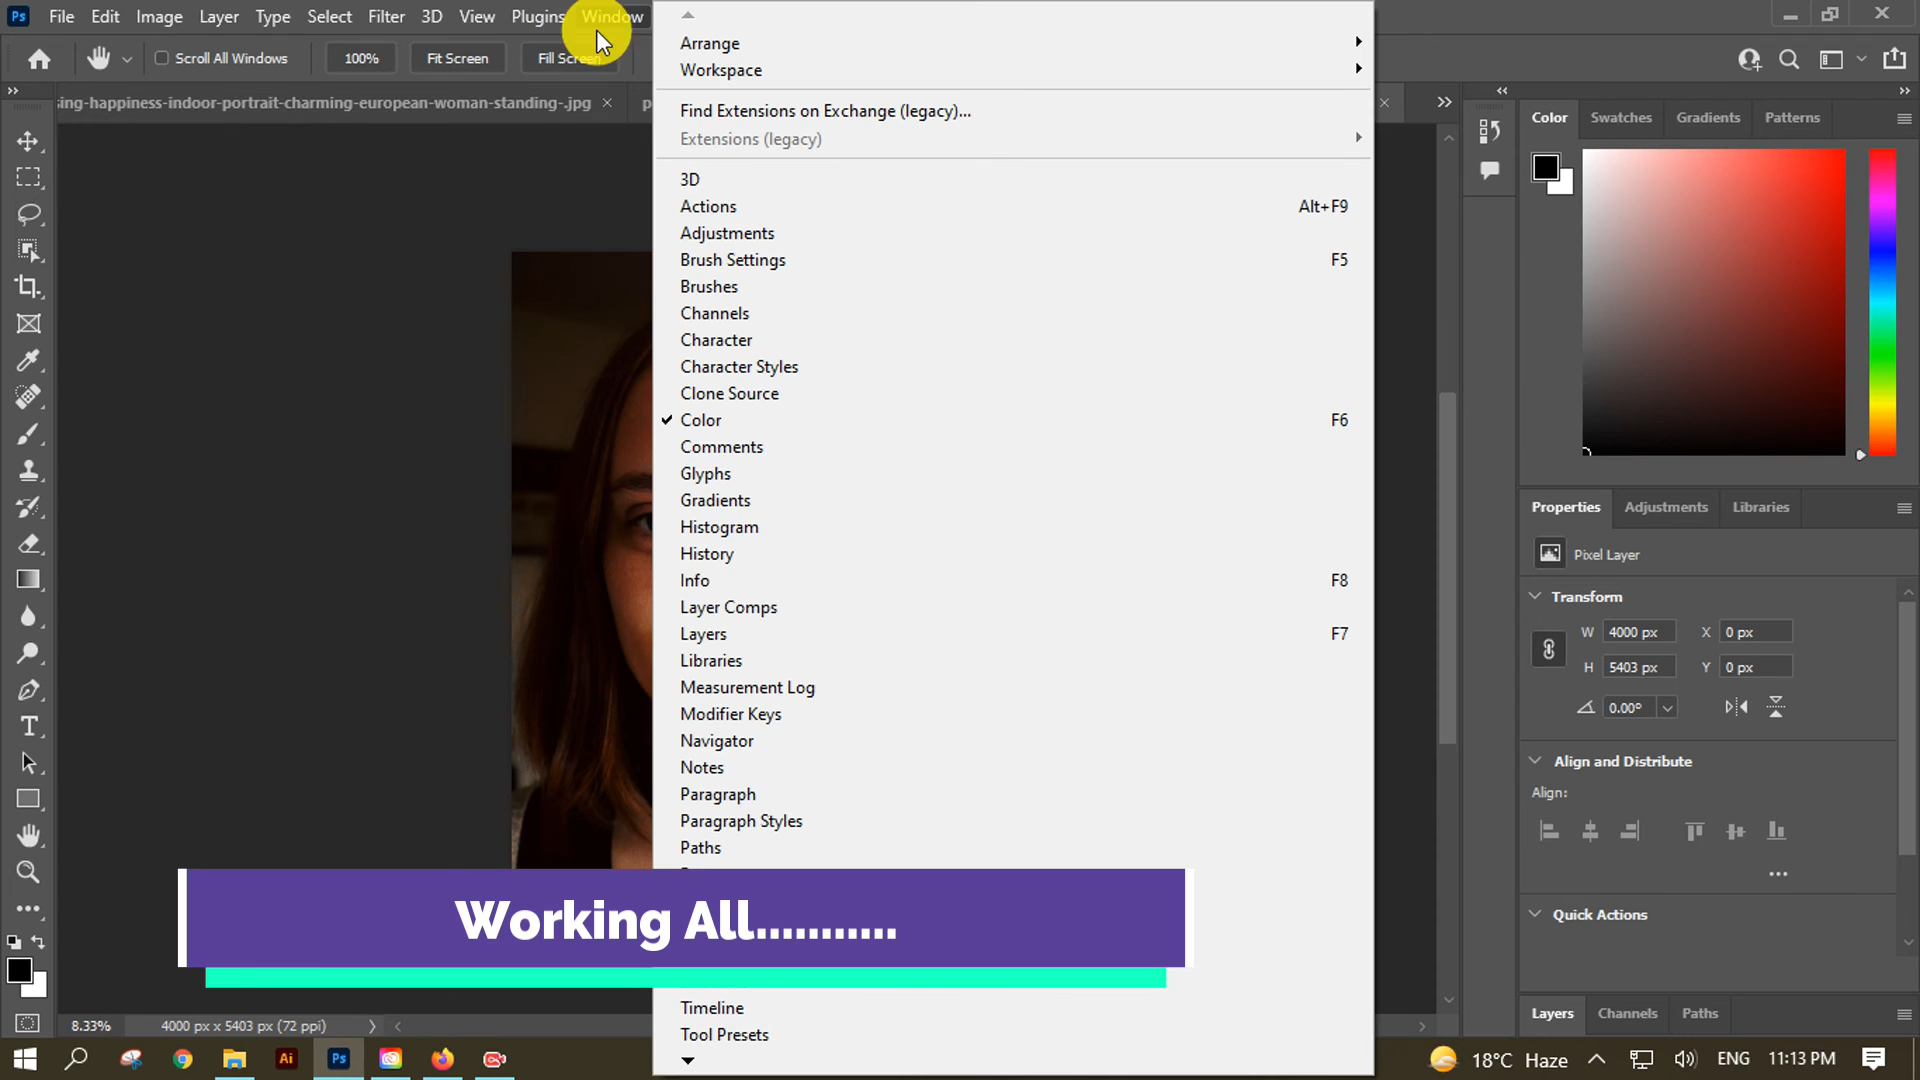 Ps File Edit Image Layer Type Select Filter 3D View Plugins Window
Scroll All Windows 100% Fit Screen Fill Screen
sing-happiness-indoor-portrait-charming-european-woman-standing-.jpg
Arrange
Workspace
Find Extensions on Exchange (legacy)...
Extensions (legacy)
3D
Actions Alt+F9
Adjustments
Brush Settings F5
Brushes
Channels
Character
Character Styles
Clone Source
Color F6
Comments
Glyphs
Gradients
Histogram
History
Info F8
Layer Comps
Layers F7
Libraries
Measurement Log
Modifier Keys
Navigator
Notes
Paragraph
Paragraph Styles
Paths
Timeline
Tool Presets
Working All...........
Color Swatches Gradients Patterns
Properties Adjustments Libraries
Pixel Layer
Transform
W 4000 px X 0 px
H 5403 px Y 0 px
0.00°
Align and Distribute
Align:
Quick Actions
Layers Channels Paths
8.33% 4000 px x 5403 px (72 ppi)
Ai Ps 18°C Haze ENG 11:13 PM